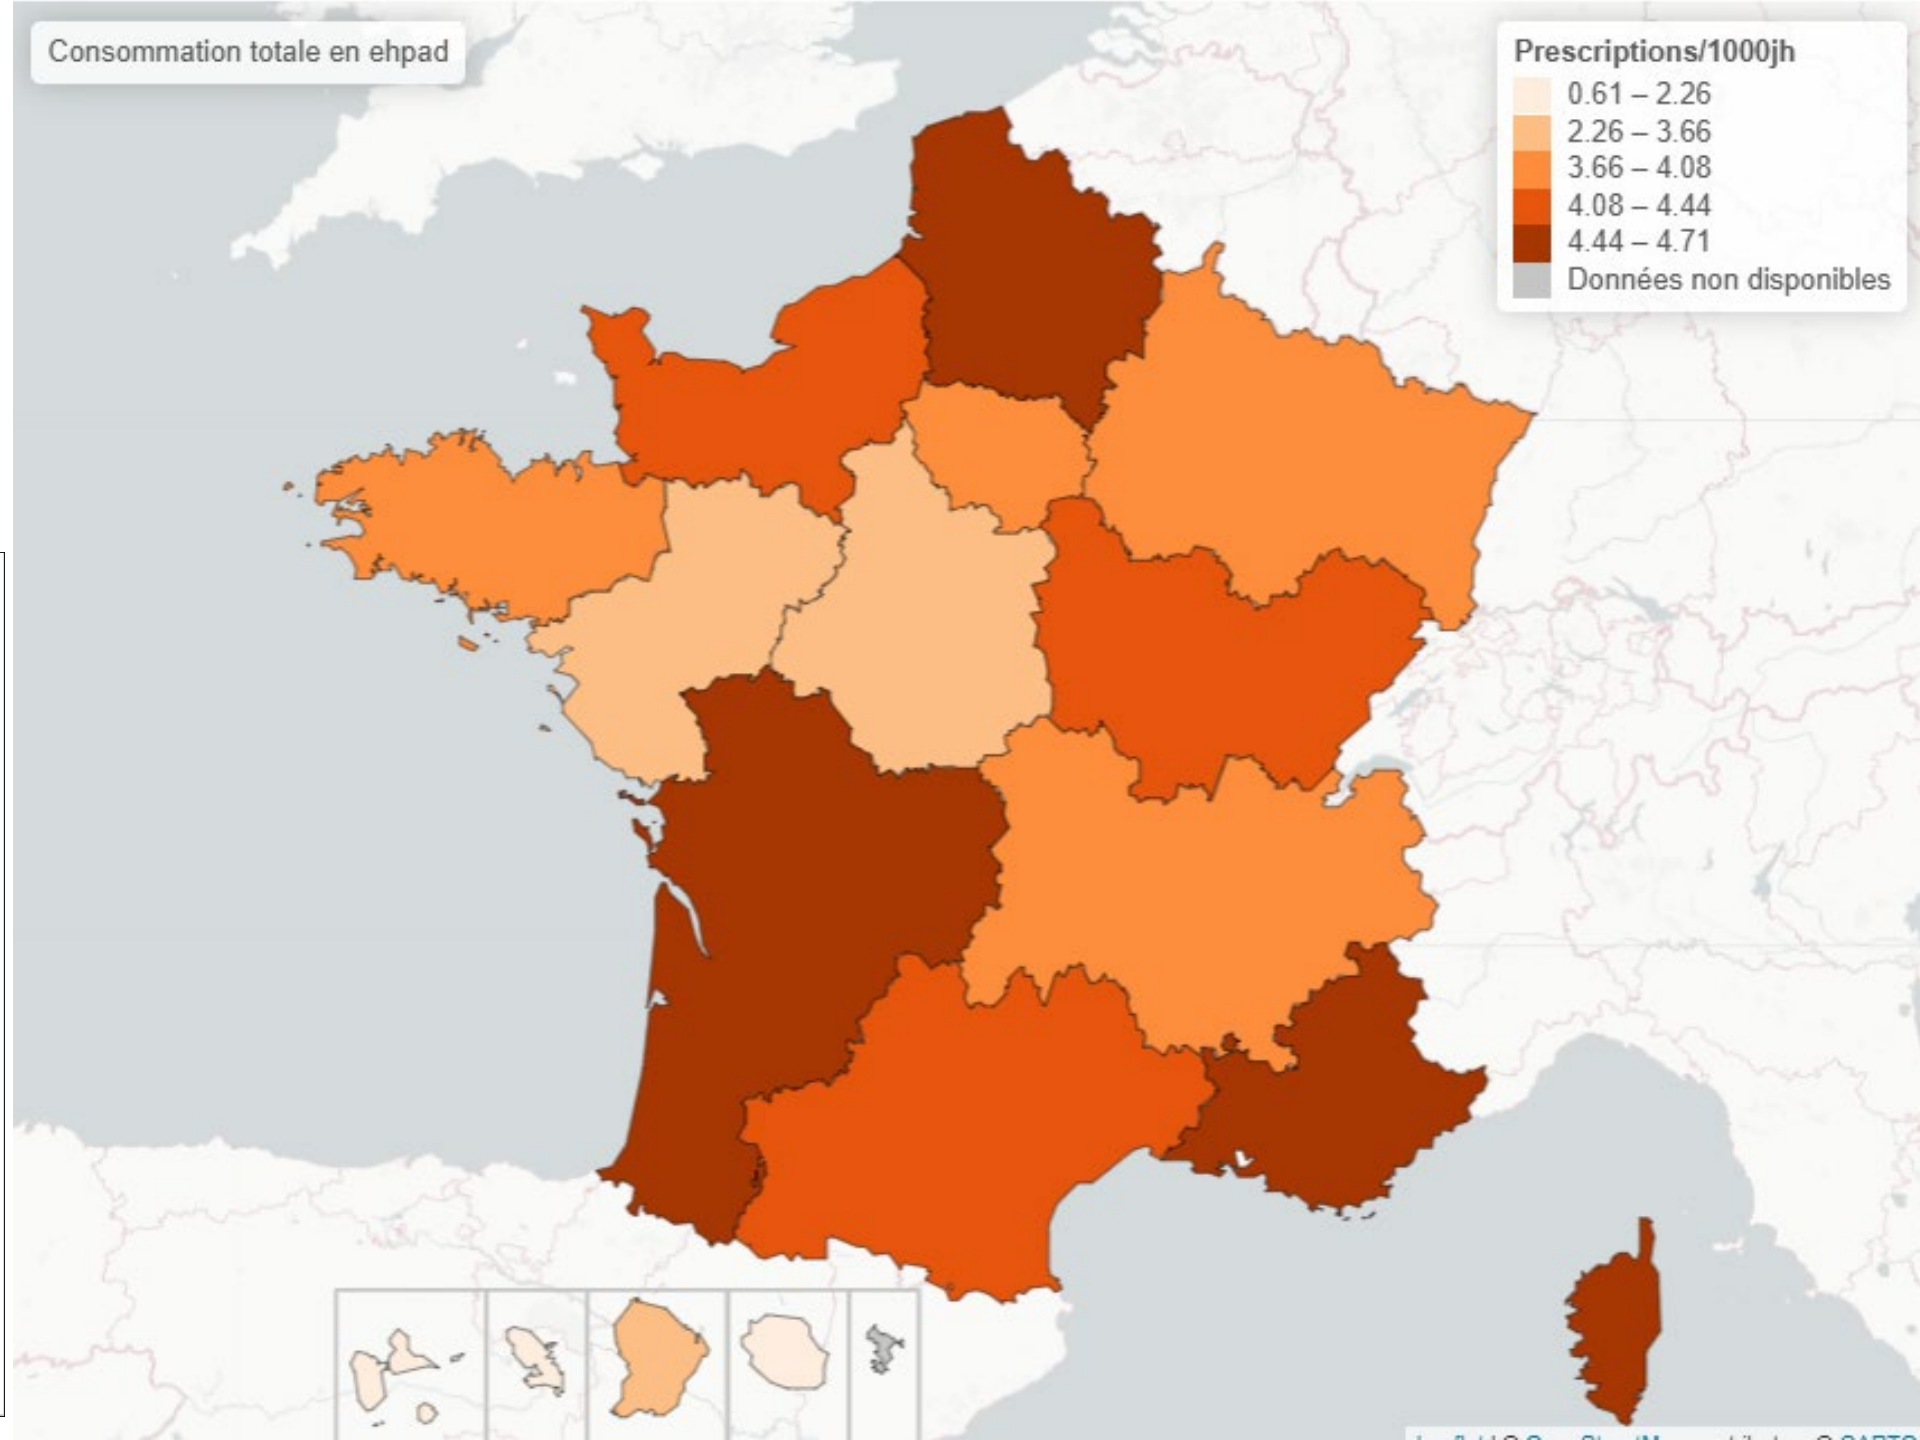 Consommation totale en ehpad
Prescriptions/1000jh
0.61 – 2.26
2.26 – 3.66
3.66 – 4.08
4.08 – 4.44
4.44 – 4.71
Données non disponibles